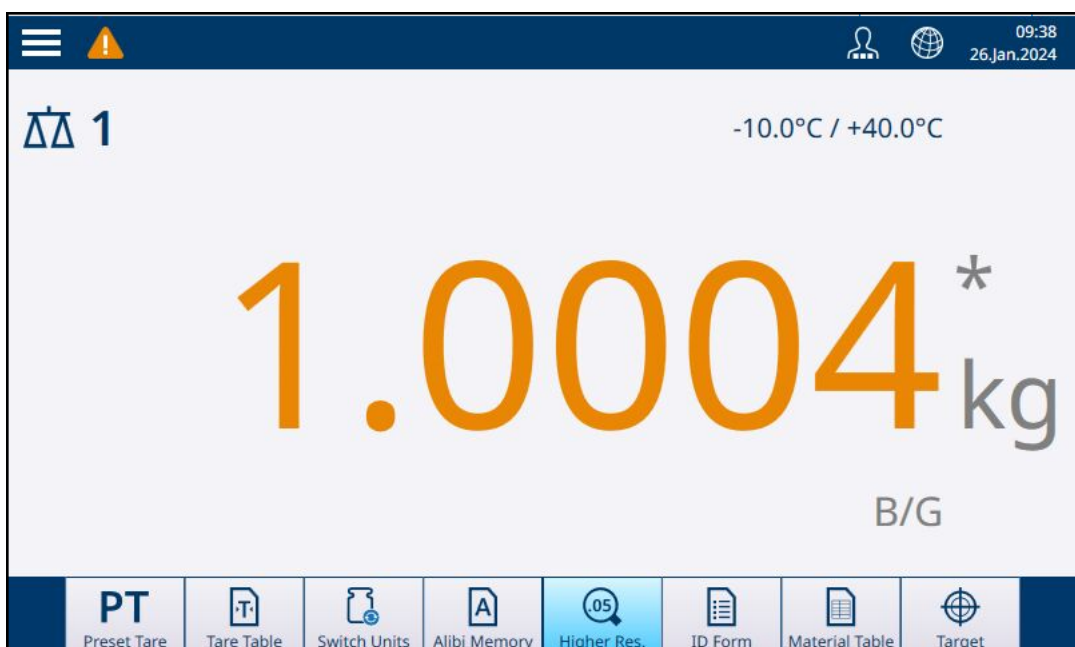 09:38
26.Jan.2024
1
-10.0°C / +40.0°C
1.0004
*
kg
B/G
PT
Preset Tare
T
Tare Table
Switch Units
A
Alibi Memory
.05
Higher Res.
ID Form
Material Table
Target